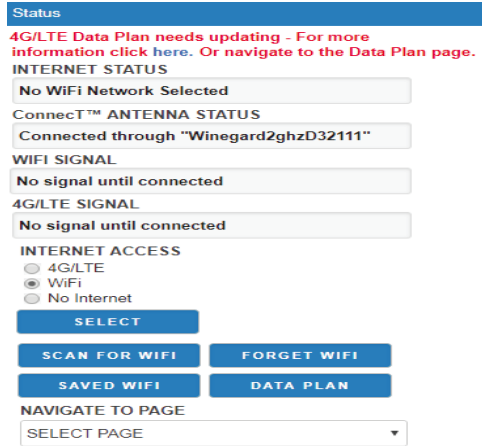 Status
4G/LTE Data Plan needs updating - For more
information click here. Or navigate to the Data Plan page.
INTERNET STATUS
No WiFi Network Selected
ConnecT™ ANTENNA STATUS
Connected through "Winegard2ghzD32111"
WIFI SIGNAL
No signal until connected
4G/LTE SIGNAL
No signal until connected
INTERNET ACCESS
4G/LTE
WiFi
No Internet
SELECT
SCAN FOR WIFI FORGET WIFI
SAVED WIFI DATA PLAN
NAVIGATE TO PAGE
SELECT PAGE